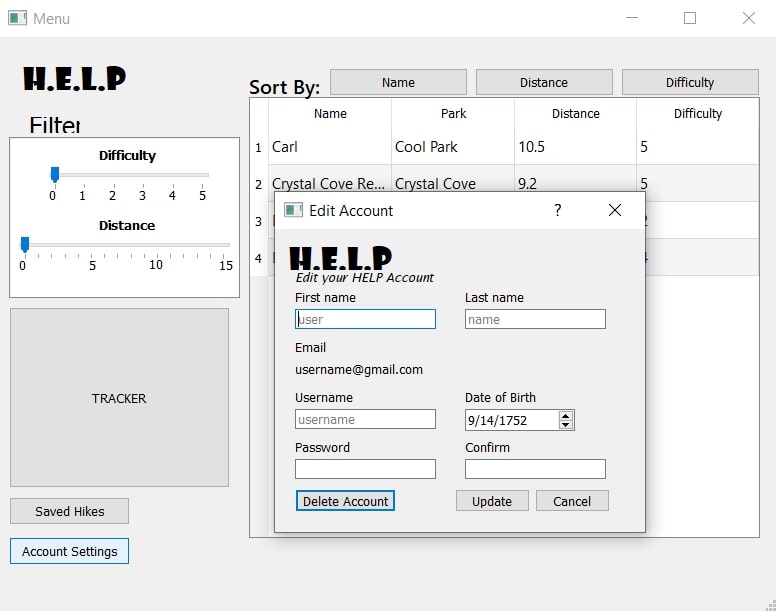 Menu
H.E.L.P
Sort By: Name Distance Difficulty
Filter
Name Park Distance Difficulty
1 Carl Cool Park 10.5 5
2 Crystal Cove Re... Crystal Cove 9.2 5
3
4
Difficulty
0 1 2 3 4 5
Distance
0 5 10 15
TRACKER
Saved Hikes
Account Settings
Edit Account ?
H.E.L.P
Edit your HELP Account
First name Last name
user name
Email
username@gmail.com
Username Date of Birth
username 9/14/1752
Password Confirm
Delete Account Update Cancel